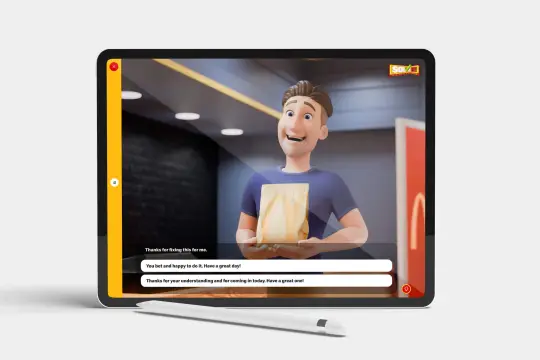 SOLVE
Thanks for fixing this for me.
You bet and happy to do it. Have a great day!
Thanks for your understanding and for coming in today. Have a great one!